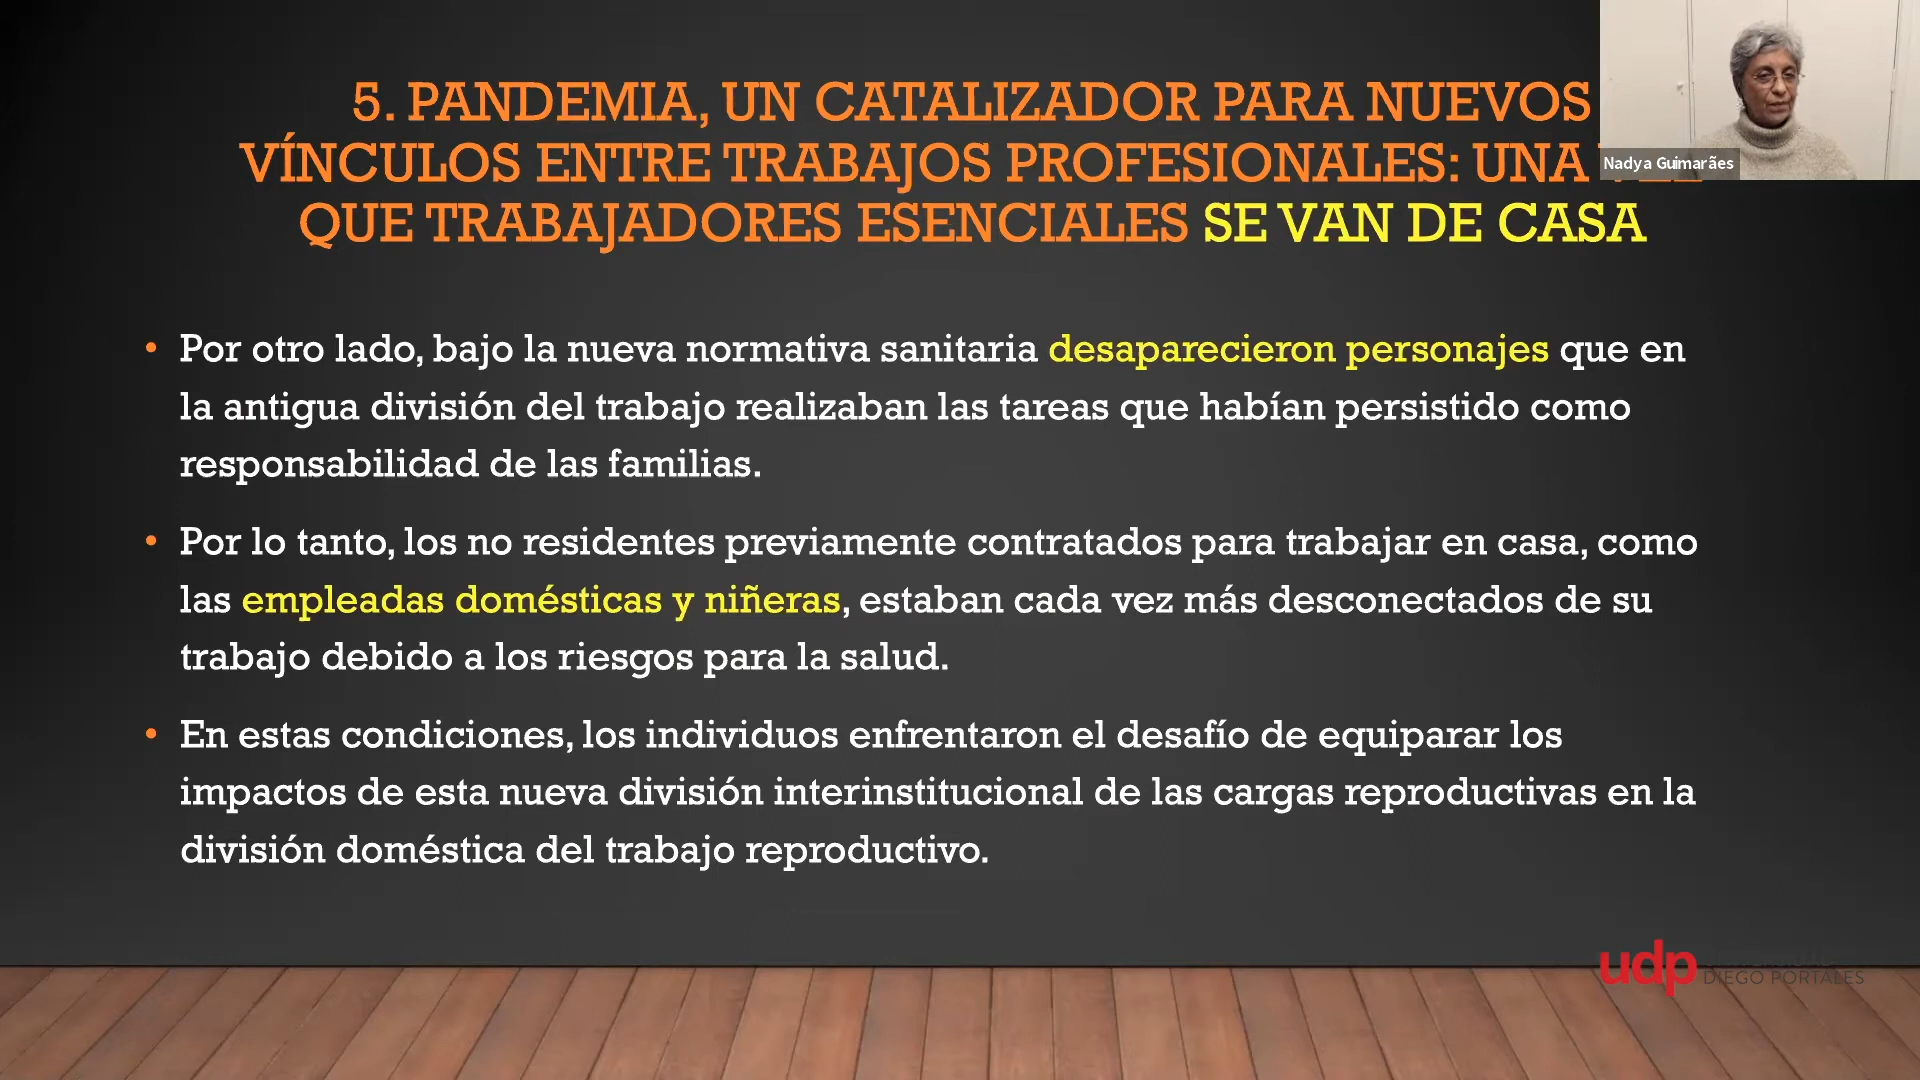 5. PANDEMIA, UN CATALIZADOR PARA NUEVOS
VÍNCULOS ENTRE TRABAJOS PROFESIONALES: UNA
QUE TRABAJADORES ESENCIALES SE VAN DE CASA
Nadya Guimarães
• Por otro lado, bajo la nueva normativa sanitaria desaparecieron personajes que en
la antigua división del trabajo realizaban las tareas que habían persistido como
responsabilidad de las familias.
• Por lo tanto, los no residentes previamente contratados para trabajar en casa, como
las empleadas domésticas y niñeras, estaban cada vez más desconectados de su
trabajo debido a los riesgos para la salud.
• En estas condiciones, los individuos enfrentaron el desafío de equiparar los
impactos de esta nueva división interinstitucional de las cargas reproductivas en la
división doméstica del trabajo reproductivo.
udp DIEGO PORTALES